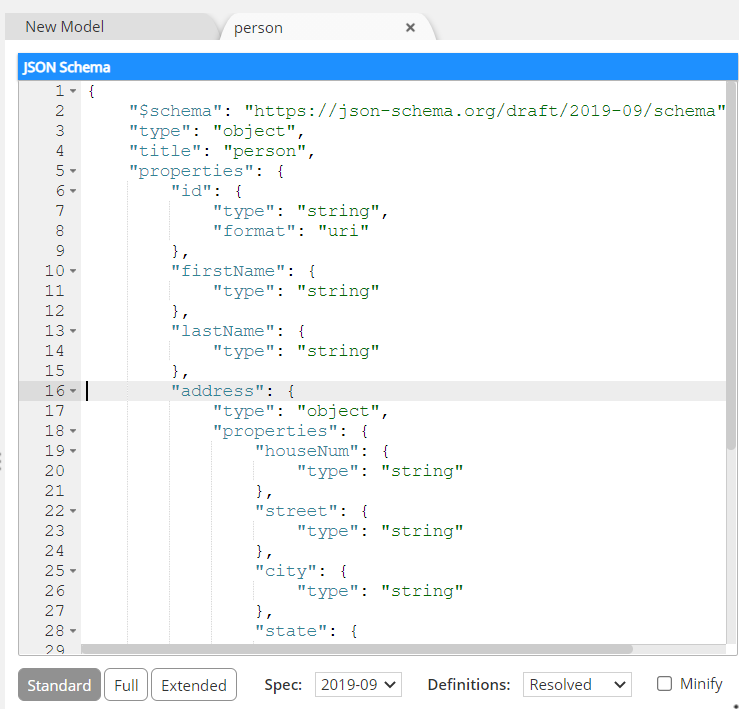 New Model
person ×
JSON Schema
1 {
2 "$schema": "https://json-schema.org/draft/2019-09/schema"
3 "type": "object",
4 "title": "person",
5 "properties": {
6 "id": {
7 "type": "string",
8 "format": "uri"
9 },
10 "firstName": {
11 "type": "string"
12 },
13 "lastName": {
14 "type": "string"
15 },
16 "address": {
17 "type": "object",
18 "properties": {
19 "houseNum": {
20 "type": "string"
21 },
22 "street": {
23 "type": "string"
24 },
25 "city": {
26 "type": "string"
27 },
28 "state": {
29
Standard Full Extended Spec: 2019-09 Definitions: Resolved Minify